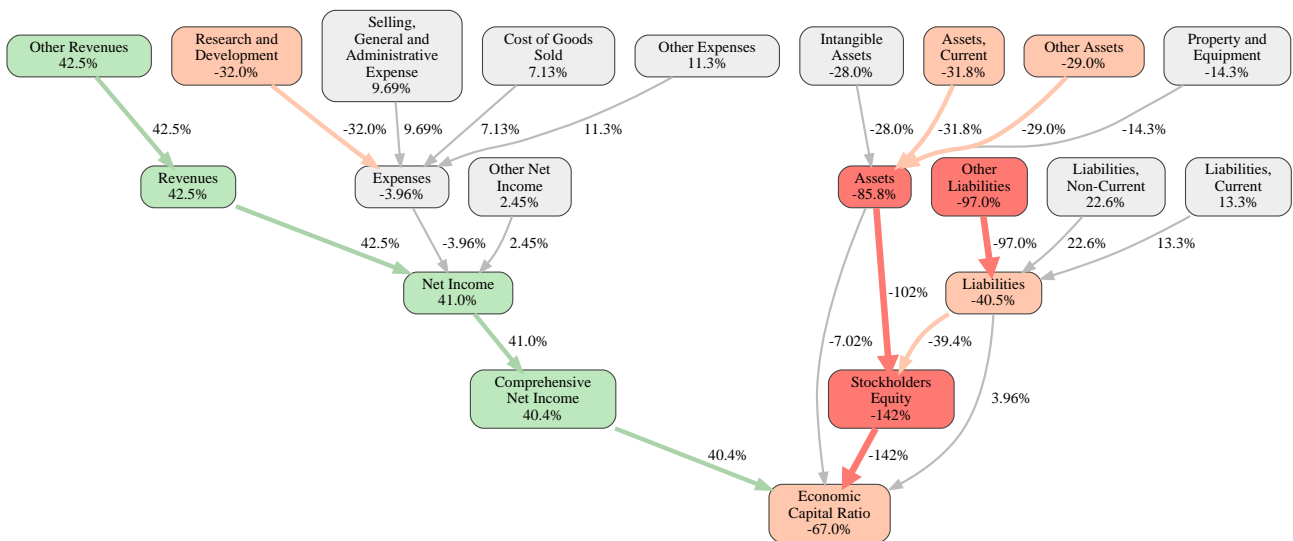 Other Revenues
42.5%
Research and
Development
-32.0%
Selling,
General and
Administrative
Expense
9.69%
Cost of Goods
Sold
7.13%
Other Expenses
11.3%
Intangible
Assets
-28.0%
Assets,
Current
-31.8%
Other Assets
-29.0%
Property and
Equipment
-14.3%
42.5%
-32.0%
9.69%
7.13%
11.3%
-28.0%
-31.8%
-29.0%
-14.3%
Revenues
42.5%
Expenses
-3.96%
Other Net
Income
2.45%
Assets
-85.8%
Other
Liabilities
-97.0%
Liabilities,
Non-Current
22.6%
Liabilities,
Current
13.3%
42.5%
-3.96%
2.45%
-97.0%
22.6%
13.3%
Net Income
41.0%
Liabilities
-40.5%
-102%
41.0%
-7.02%
-39.4%
Comprehensive
Net Income
40.4%
Stockholders
Equity
-142%
3.96%
40.4%
-142%
Economic
Capital Ratio
-67.0%